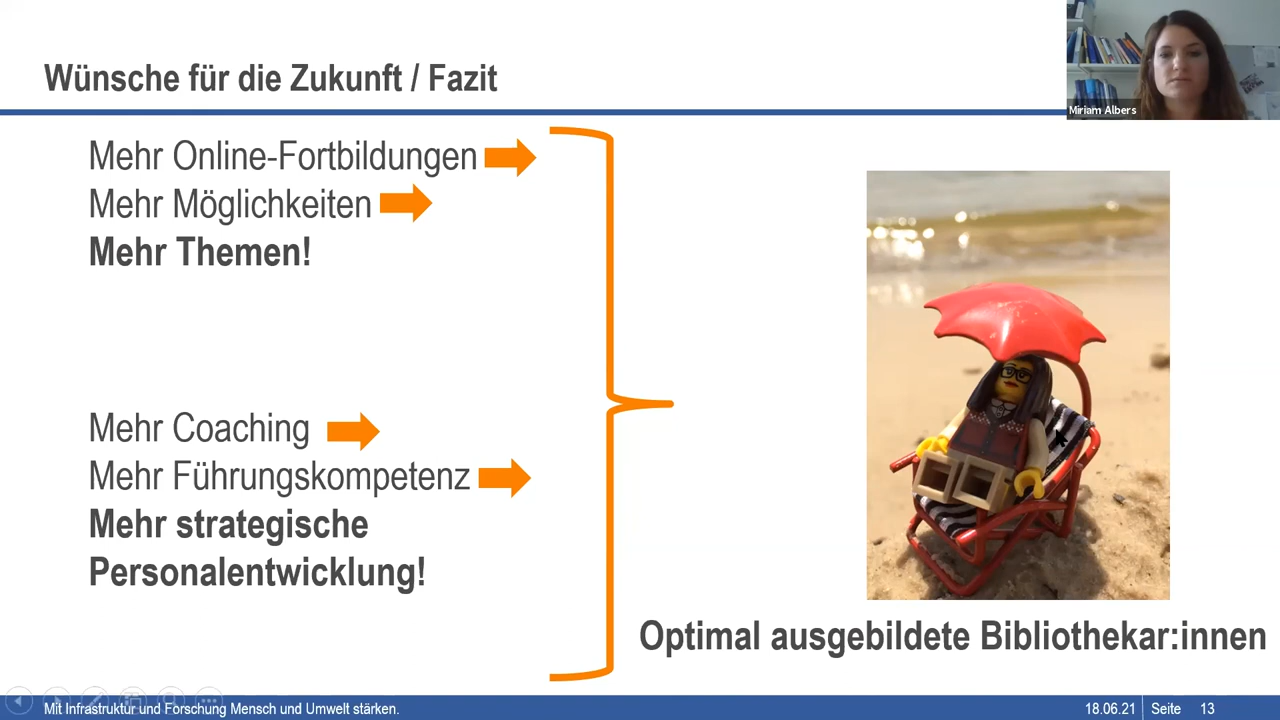 Wünsche für die Zukunft / Fazit
Miriam Albers
Mehr Online-Fortbildungen
Mehr Möglichkeiten
Mehr Themen!
Mehr Coaching
Mehr Führungskompetenz
Mehr strategische
Personalentwicklung!
Optimal ausgebildete Bibliothekar:innen
Mit Infrastruktur und Forschung Mensch und Umwelt stärken.
18.06.21 Seite 13